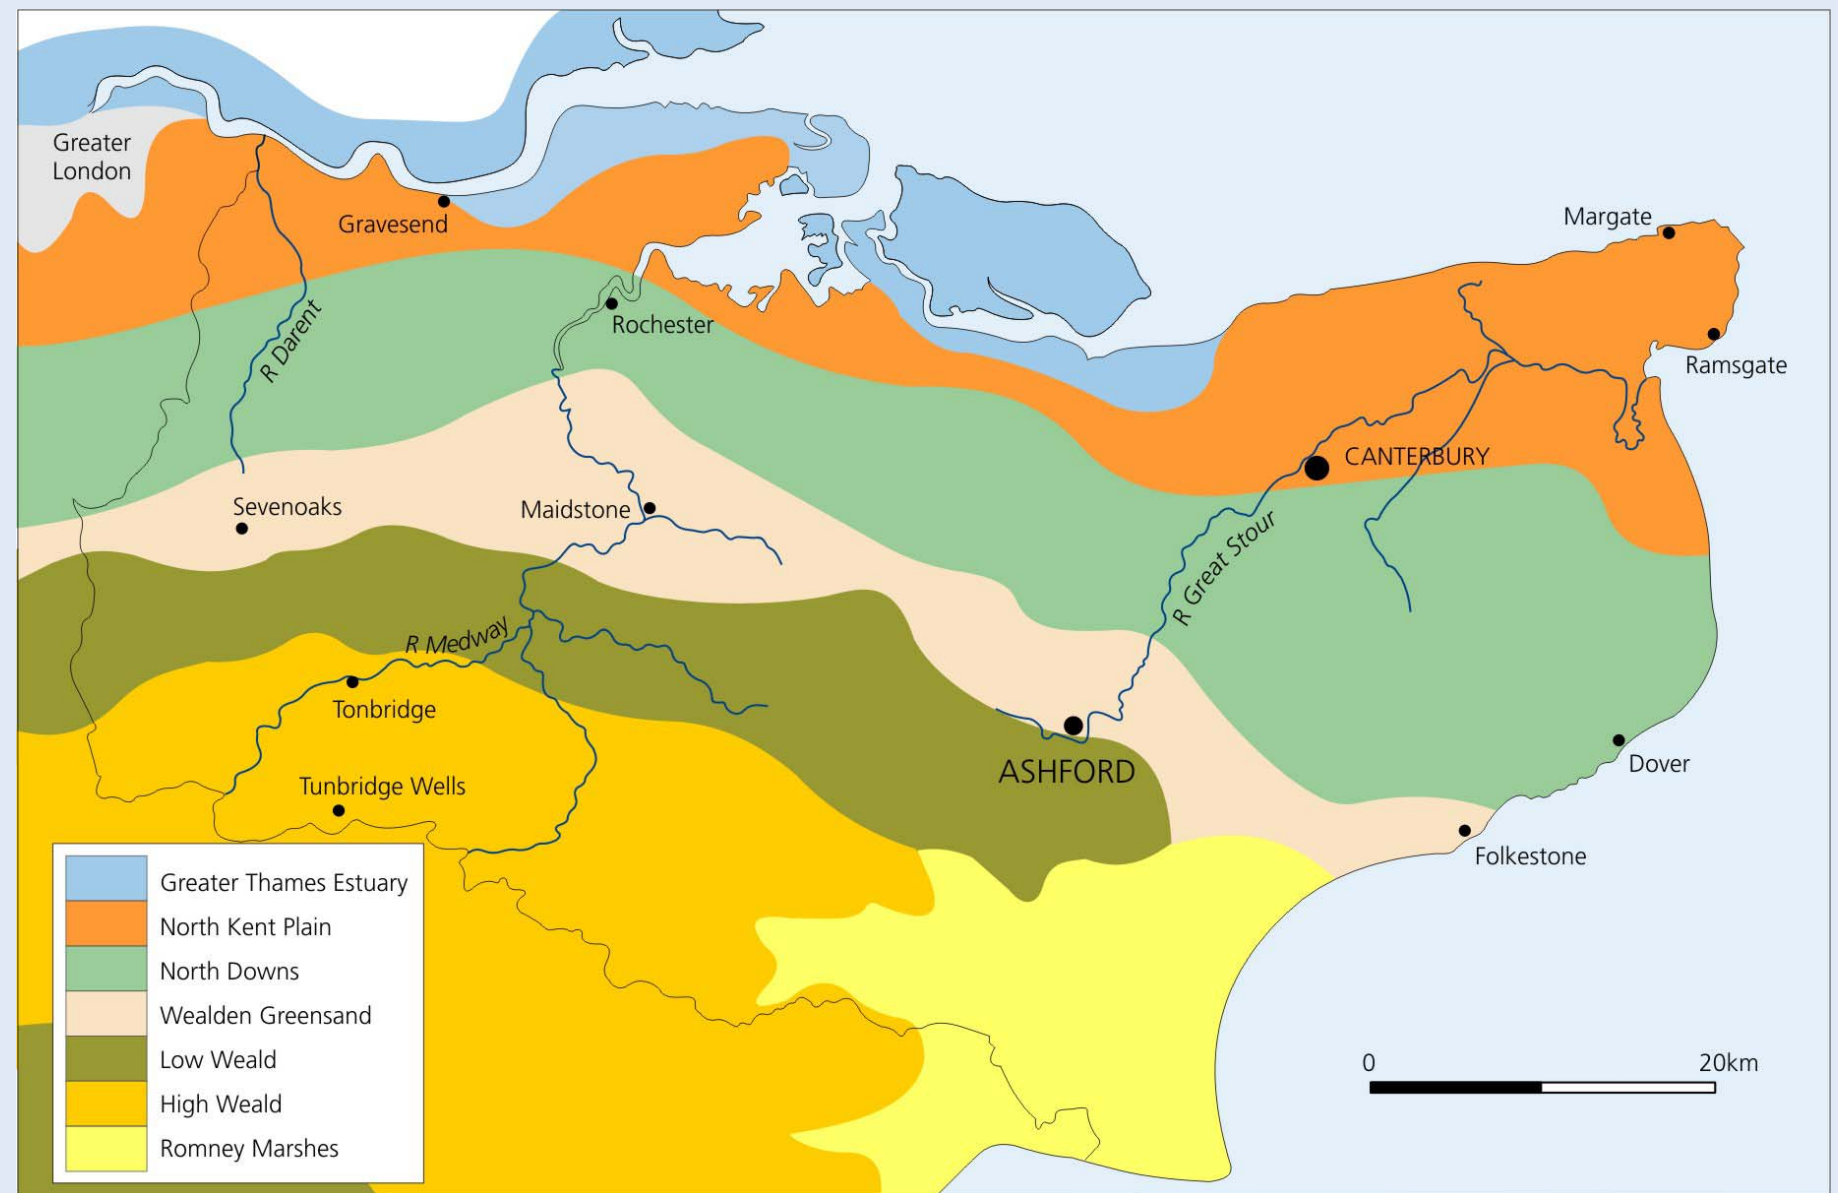 Greater
London
Gravesend
Margate
Ramsgate
R Darent
Rochester
CANTERBURY
Sevenoaks
Maidstone
R Great Stour
R Medway
Tonbridge
ASHFORD
Dover
Tunbridge Wells
Folkestone
Greater Thames Estuary
North Kent Plain
North Downs
Wealden Greensand
Low Weald
High Weald
Romney Marshes
0 20km